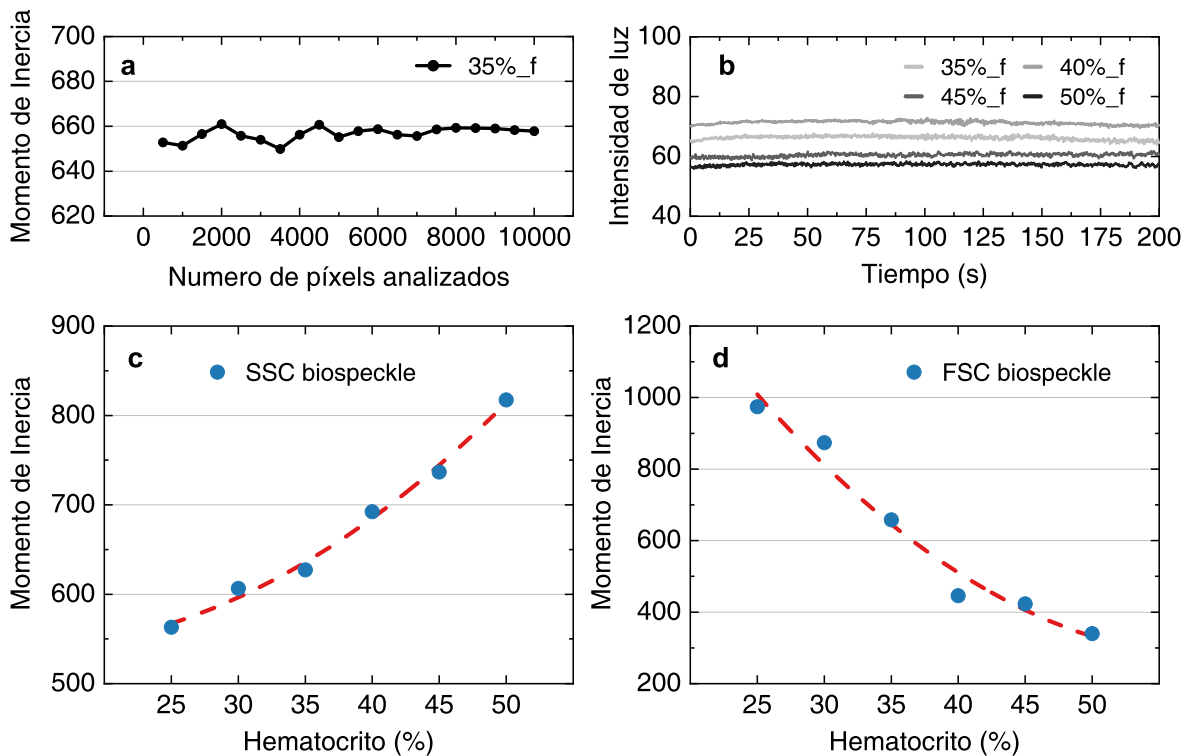 Momento de Inercia
700
680
660
640
620
a
35%_f
0
2000
4000
6000
8000
10000
Numero de píxels analizados
Intensidad de luz
100
80
60
40
b
35%_f
40%_f
45%_f
50%_f
0
25
50
75
100
125
150
175
200
Tiempo (s)
Momento de Inercia
900
800
700
600
500
c
SSC biospeckle
25
30
35
40
45
50
Hematocrito (%)
Momento de Inercia
1200
1000
800
600
400
200
d
FSC biospeckle
25
30
35
40
45
50
Hematocrito (%)